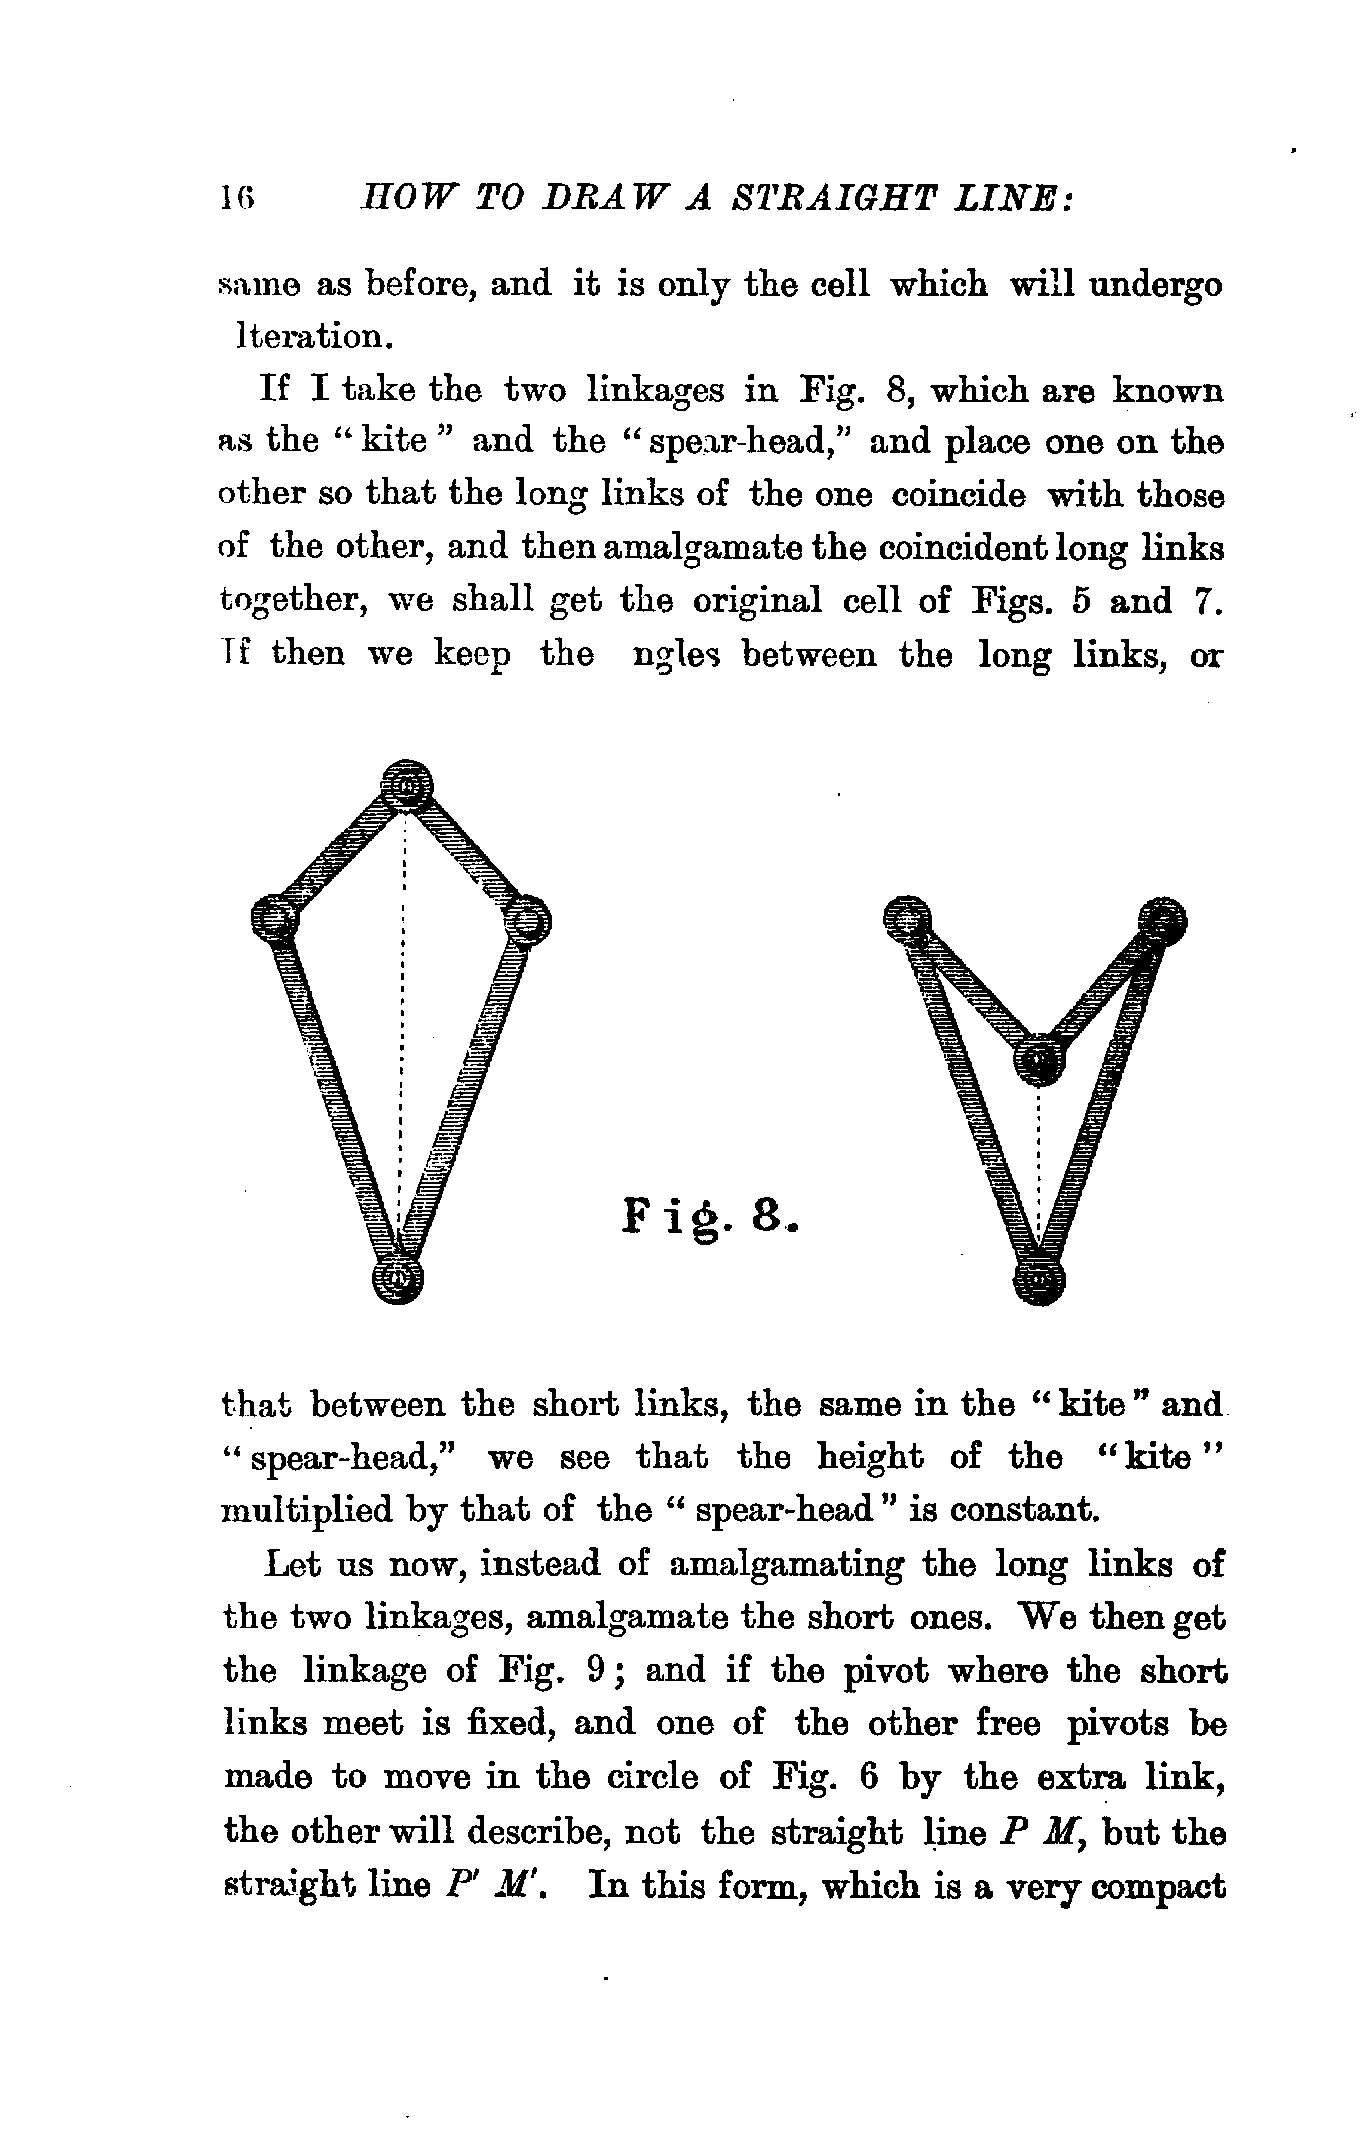 16 HOW TO DRAW A STRAIGHT LINE:
same as before, and it is only the cell which will undergo
lteration.
If I take the two linkages in Fig. 8, which are known
as the “kite” and the “spear-head,” and place one on the
other so that the long links of the one coincide with those
of the other, and then amalgamate the coincident long links
together, we shall get the original cell of Figs. 5 and 7.
If then we keep the ngles between the long links, or
Fig. 8.
that between the short links, the same in the “kite” and
“spear-head,” we see that the height of the “kite”
multiplied by that of the “spear-head” is constant.
Let us now, instead of amalgamating the long links of
the two linkages, amalgamate the short ones. We then get
the linkage of Fig. 9; and if the pivot where the short
links meet is fixed, and one of the other free pivots be
made to move in the circle of Fig. 6 by the extra link,
the other will describe, not the straight line P M, but the
straight line P' M'. In this form, which is a very compact